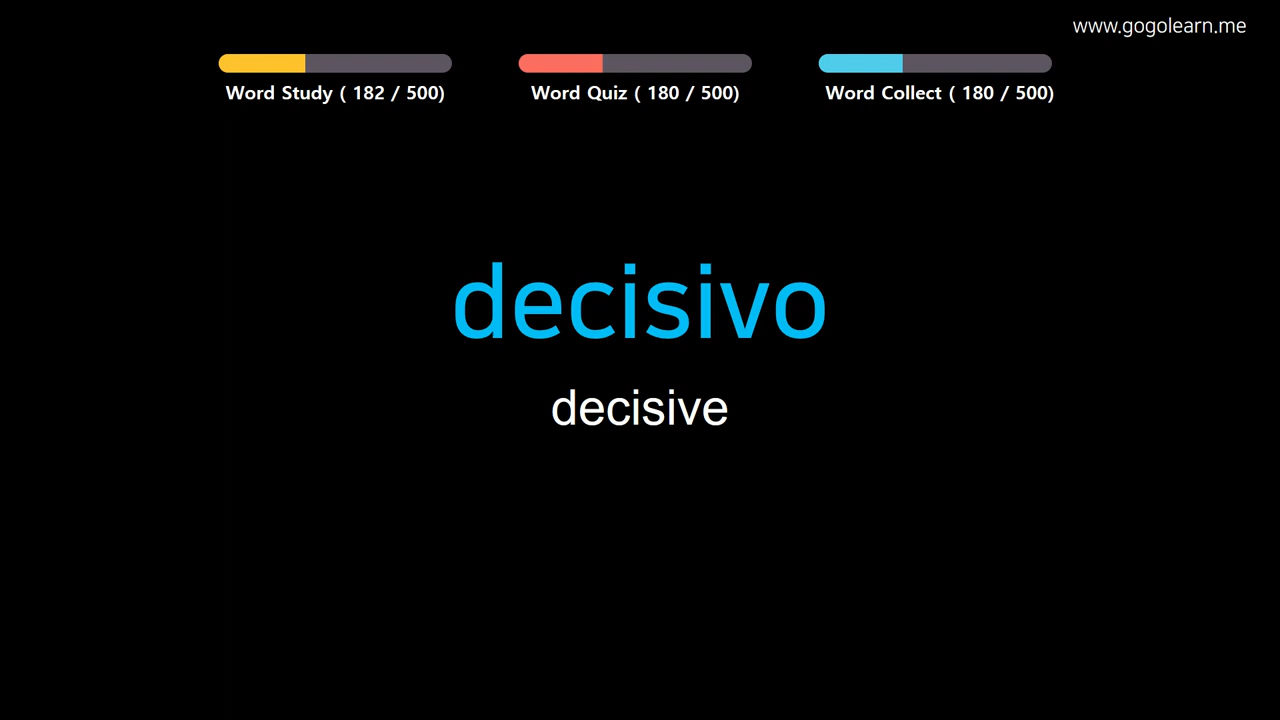 www.gogolearn.me
Word Study ( 182 / 500)
Word Quiz ( 180 / 500)
Word Collect ( 180 / 500)
decisivo
decisive